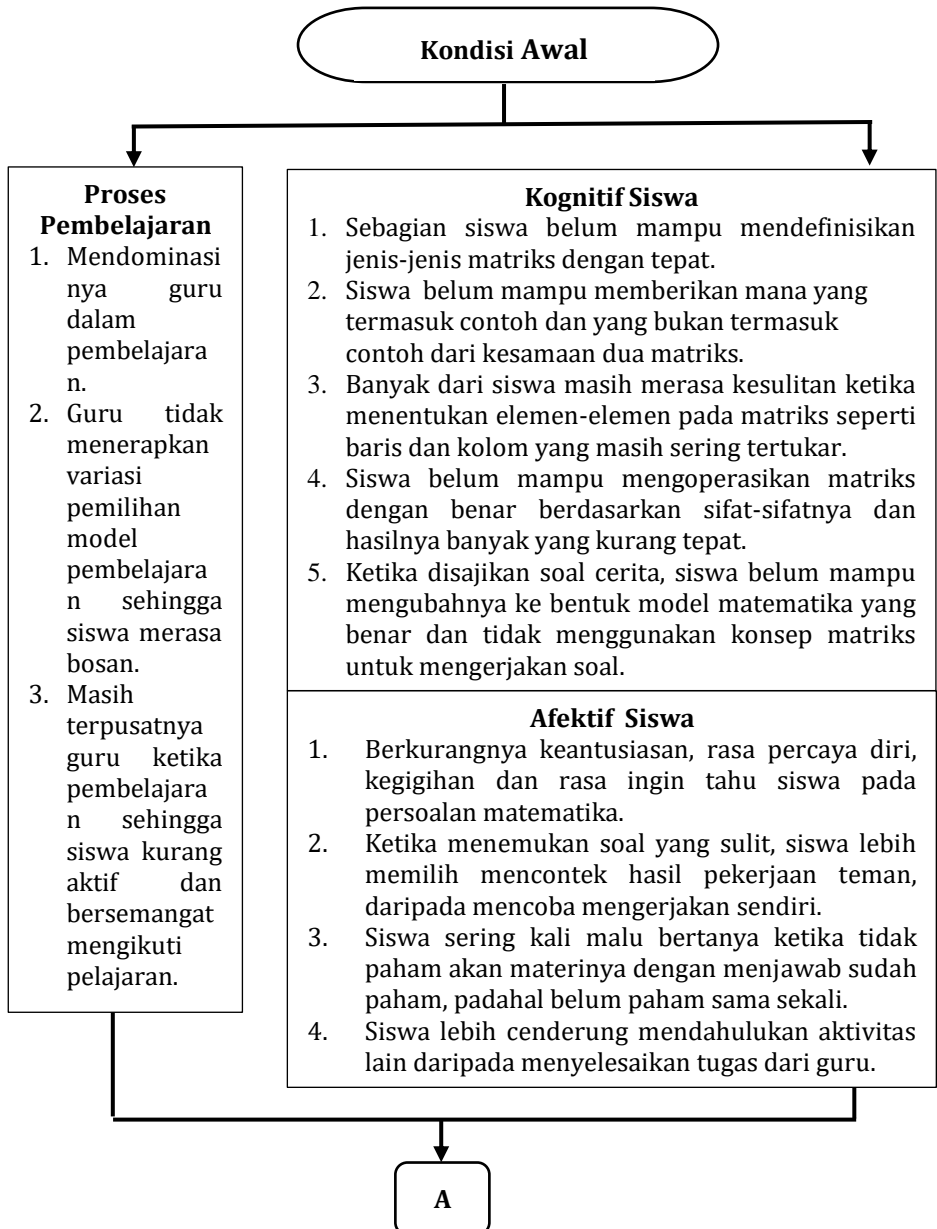 Kondisi Awal
Proses
Pembelajaran
1. Mendominasi
nya guru
dalam
pembelajara
n.
2. Guru tidak
menerapkan
variasi
pemilihan
model
pembelajara
n sehingga
siswa merasa
bosan.
3. Masih
terpusatnya
guru ketika
pembelajara
n sehingga
siswa kurang
aktif dan
bersemangat
mengikuti
pelajaran.
Kognitif Siswa
1. Sebagian siswa belum mampu mendefinisikan
jenis-jenis matriks dengan tepat.
2. Siswa belum mampu memberikan mana yang
termasuk contoh dan yang bukan termasuk
contoh dari kesamaan dua matriks.
3. Banyak dari siswa masih merasa kesulitan ketika
menentukan elemen-elemen pada matriks seperti
baris dan kolom yang masih sering tertukar.
4. Siswa belum mampu mengoperasikan matriks
dengan benar berdasarkan sifat-sifatnya dan
hasilnya banyak yang kurang tepat.
5. Ketika disajikan soal cerita, siswa belum mampu
mengubahnya ke bentuk model matematika yang
benar dan tidak menggunakan konsep matriks
untuk mengerjakan soal.
Afektif Siswa
1. Berkurangnya keantusiasan, rasa percaya diri,
kegigihan dan rasa ingin tahu siswa pada
persoalan matematika.
2. Ketika menemukan soal yang sulit, siswa lebih
memilih mencontek hasil pekerjaan teman,
daripada mencoba mengerjakan sendiri.
3. Siswa sering kali malu bertanya ketika tidak
paham akan materinya dengan menjawab sudah
paham, padahal belum paham sama sekali.
4. Siswa lebih cenderung mendahulukan aktivitas
lain daripada menyelesaikan tugas dari guru.
A